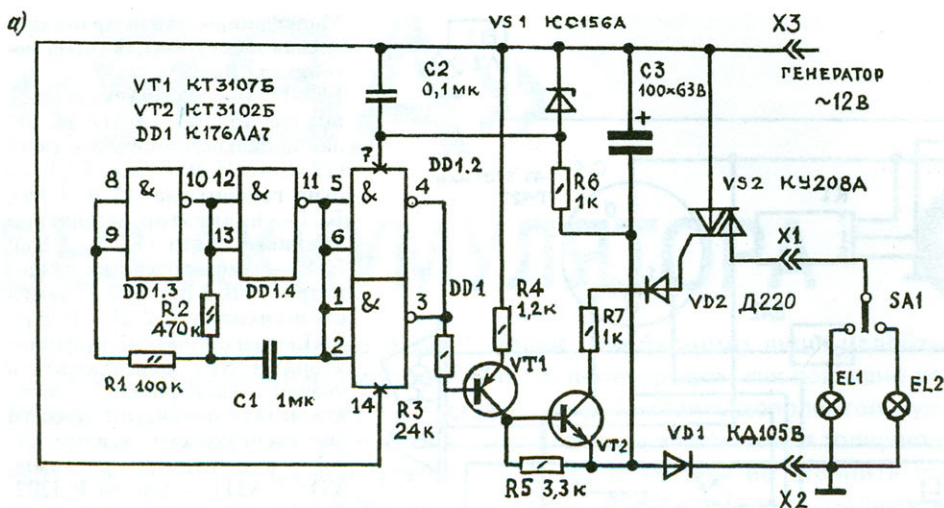 а)
VS1 КС156А
X3
ГЕНЕРАТОР
~12В
VT1 КТ3107Б
VT2 КТ3102Б
DD1 К176ЛА7
C2
0,1мк
C3
100×63В
+
7
DD1.2
8
&
10
12
&
11
5
&
4
R6
1к
VS2 КУ208А
9
13
6
X1
DD1.3
DD1.4
1
&
3
DD1
R4
1,2к
R7
1к
VD2 Д220
SA1
R2
470к
2
VT1
EL1
EL2
R1 100к
C1 1мк
14
R3
24к
VT2
VD1 КД105В
R5 3,3к
X2